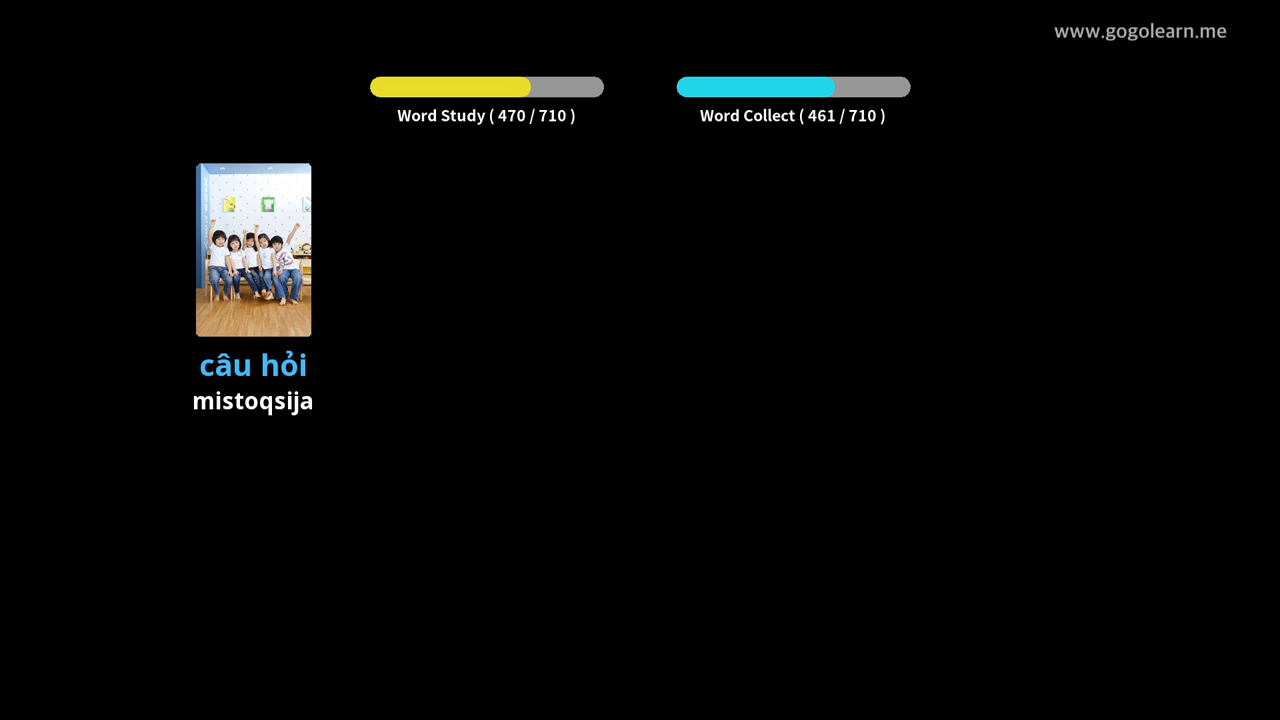 www.gogolearn.me
Word Study ( 470 / 710 )
Word Collect ( 461 / 710 )
câu hỏi
mistoqsija